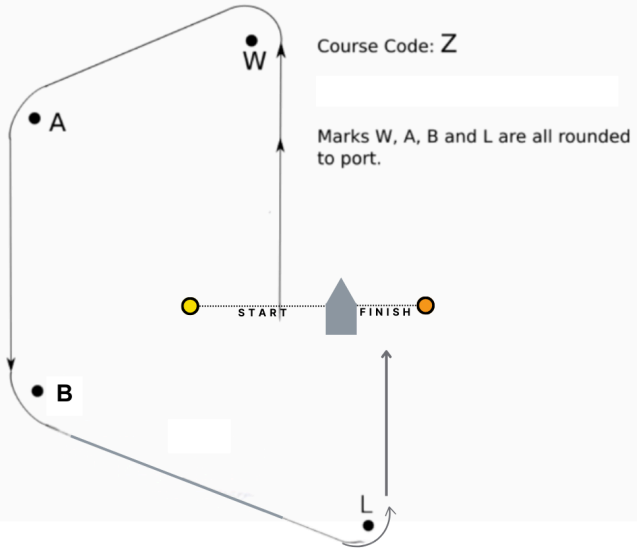 W
Course Code: Z
A
Marks W, A, B and L are all rounded
to port.
START
FINISH
B
L